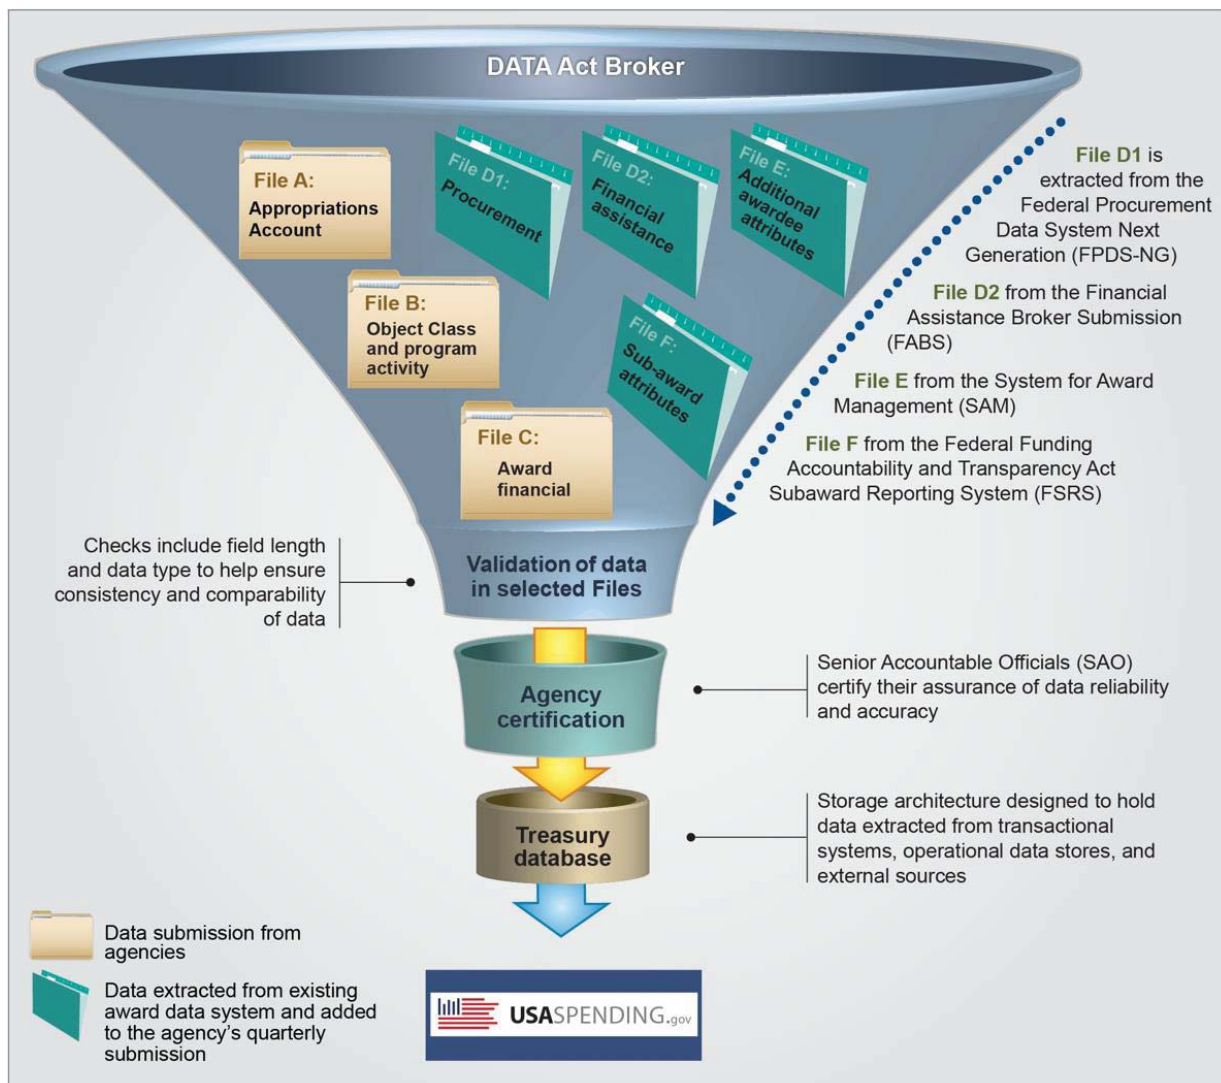 DATA Act Broker
File A:
Appropriations
Account
File D1:
Procurement
File D2:
Financial
assistance
File E:
Additional
awardee
attributes
File B:
Object Class
and program
activity
File F:
Sub-award
attributes
File C:
Award
financial
File D1 is
extracted from the
Federal Procurement
Data System Next
Generation (FPDS-NG)
File D2 from the Financial
Assistance Broker Submission
(FABS)
File E from the System for Award
Management (SAM)
File F from the Federal Funding
Accountability and Transparency Act
Subaward Reporting System (FSRS)
Checks include field length
and data type to help ensure
consistency and comparability
of data
Validation of data
in selected Files
Agency
certification
Senior Accountable Officials (SAO)
certify their assurance of data reliability
and accuracy
Treasury
database
Storage architecture designed to hold
data extracted from transactional
systems, operational data stores, and
external sources
Data submission from
agencies
Data extracted from existing
award data system and added
to the agency's quarterly
submission
USASPENDING.gov